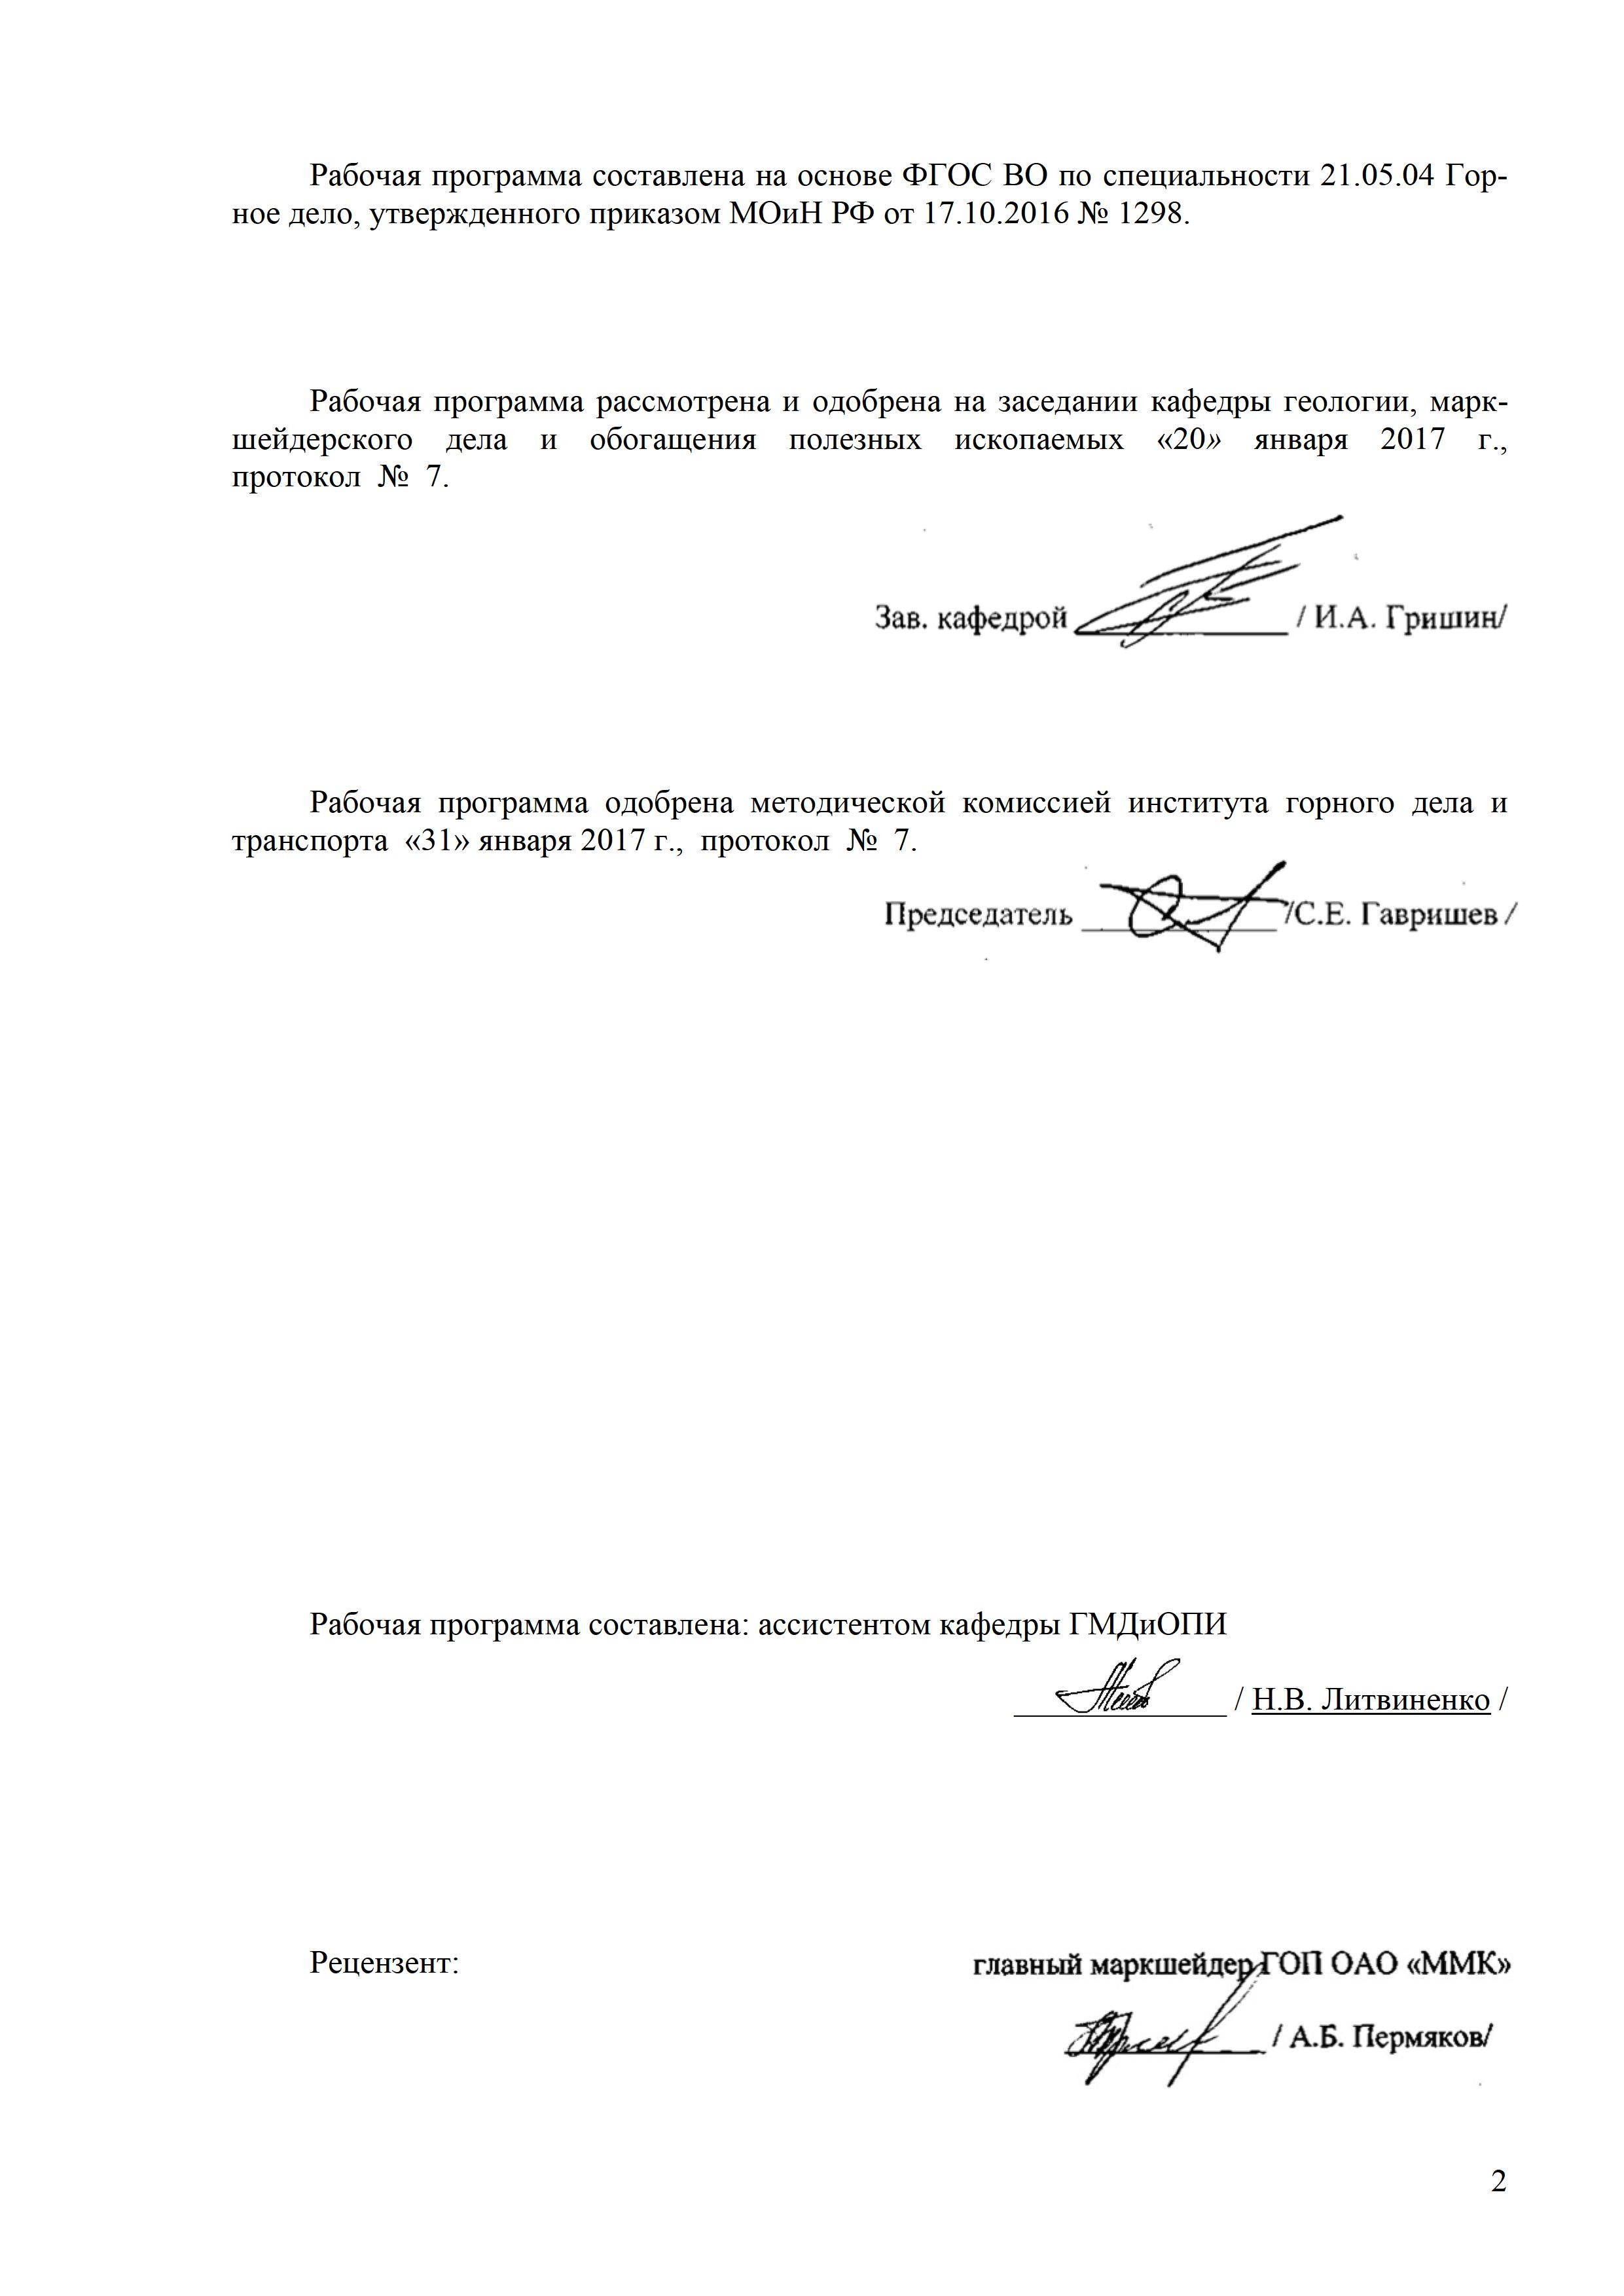 Рабочая программа составлена на основе ФГОС ВО по специальности 21.05.04 Гор-
ное дело, утвержденного приказом МОиН РФ от 17.10.2016 № 1298.
Рабочая программа рассмотрена и одобрена на заседании кафедры геологии, марк-
шейдерского дела и обогащения полезных ископаемых «20» января 2017 г.,
протокол № 7.
Зав. кафедрой / И.А. Гришин/
Рабочая программа одобрена методической комиссией института горного дела и
транспорта «31» января 2017 г., протокол № 7.
Председатель /С.Е. Гавришев /
Рабочая программа составлена: ассистентом кафедры ГМДиОПИ
/ Н.В. Литвиненко /
Рецензент: главный маркшейдер ГОП ОАО «ММК»
/ А.Б. Пермяков/
2